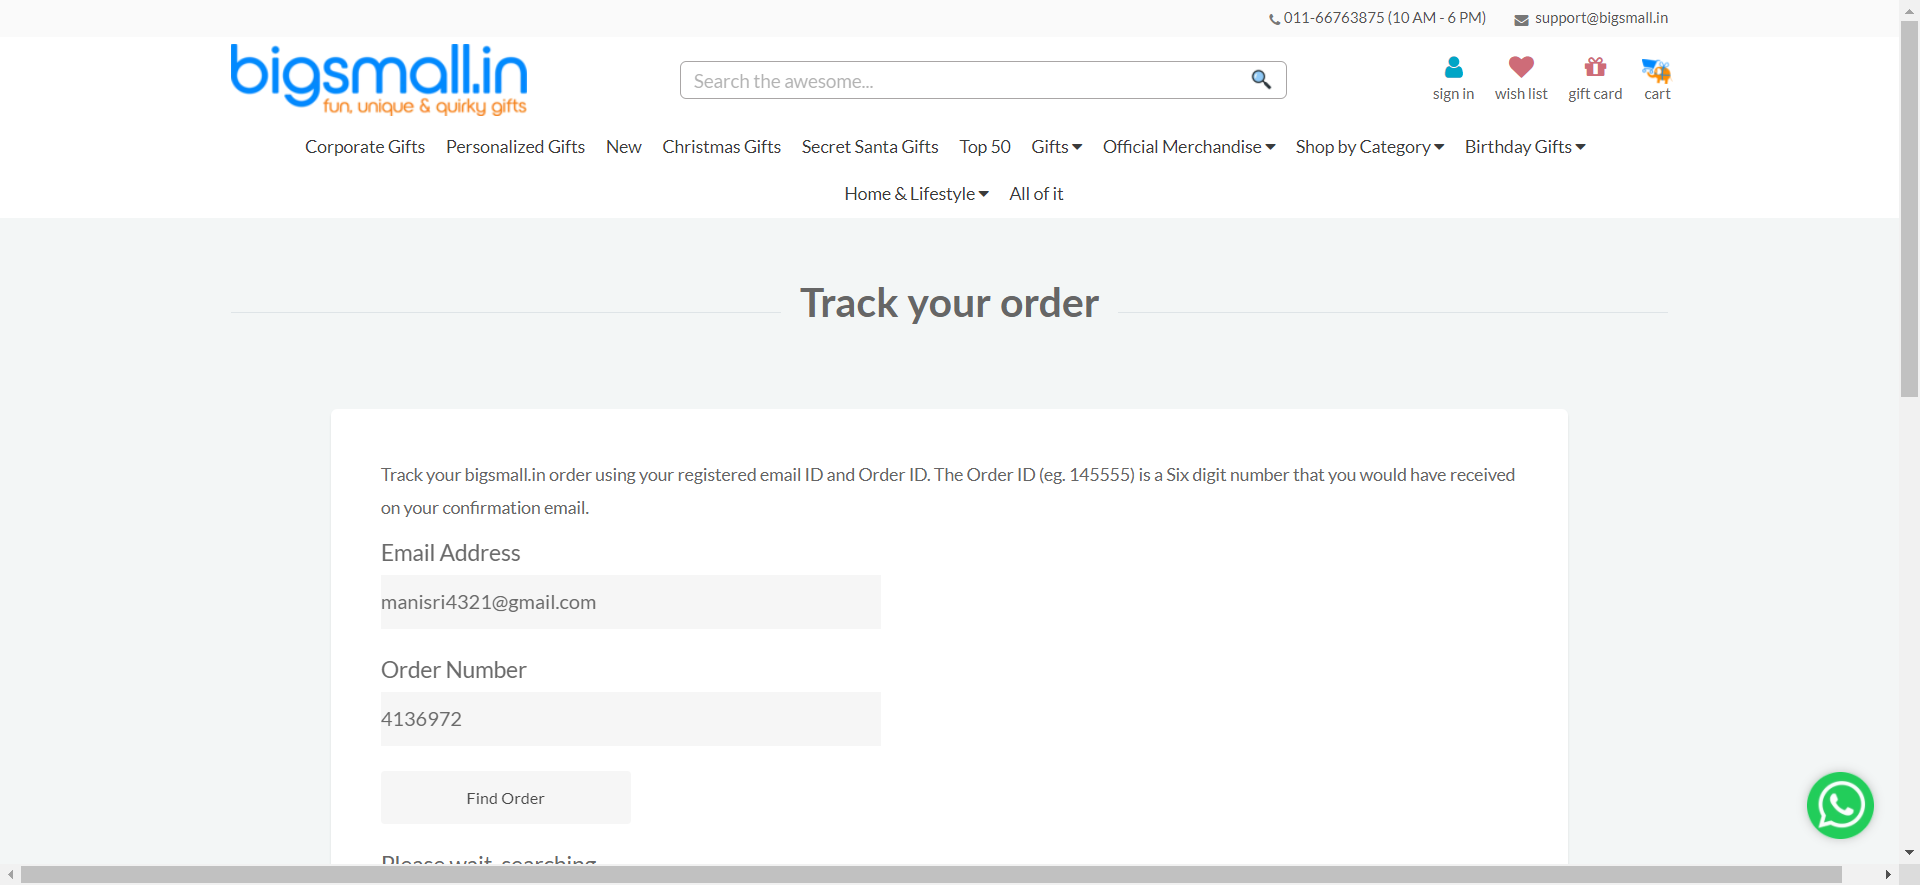 011-66763875 (10 AM - 6 PM) support@bigsmall.in
bigsmall.in
fun, unique & quirky gifts
Search the awesome...
sign in wish list gift card cart
Corporate Gifts Personalized Gifts New Christmas Gifts Secret Santa Gifts Top 50 Gifts Official Merchandise Shop by Category Birthday Gifts
Home & Lifestyle All of it
Track your order
Track your bigsmall.in order using your registered email ID and Order ID. The Order ID (eg. 145555) is a Six digit number that you would have received
on your confirmation email.
Email Address
manisri4321@gmail.com
Order Number
4136972
Find Order
Please wait, searching